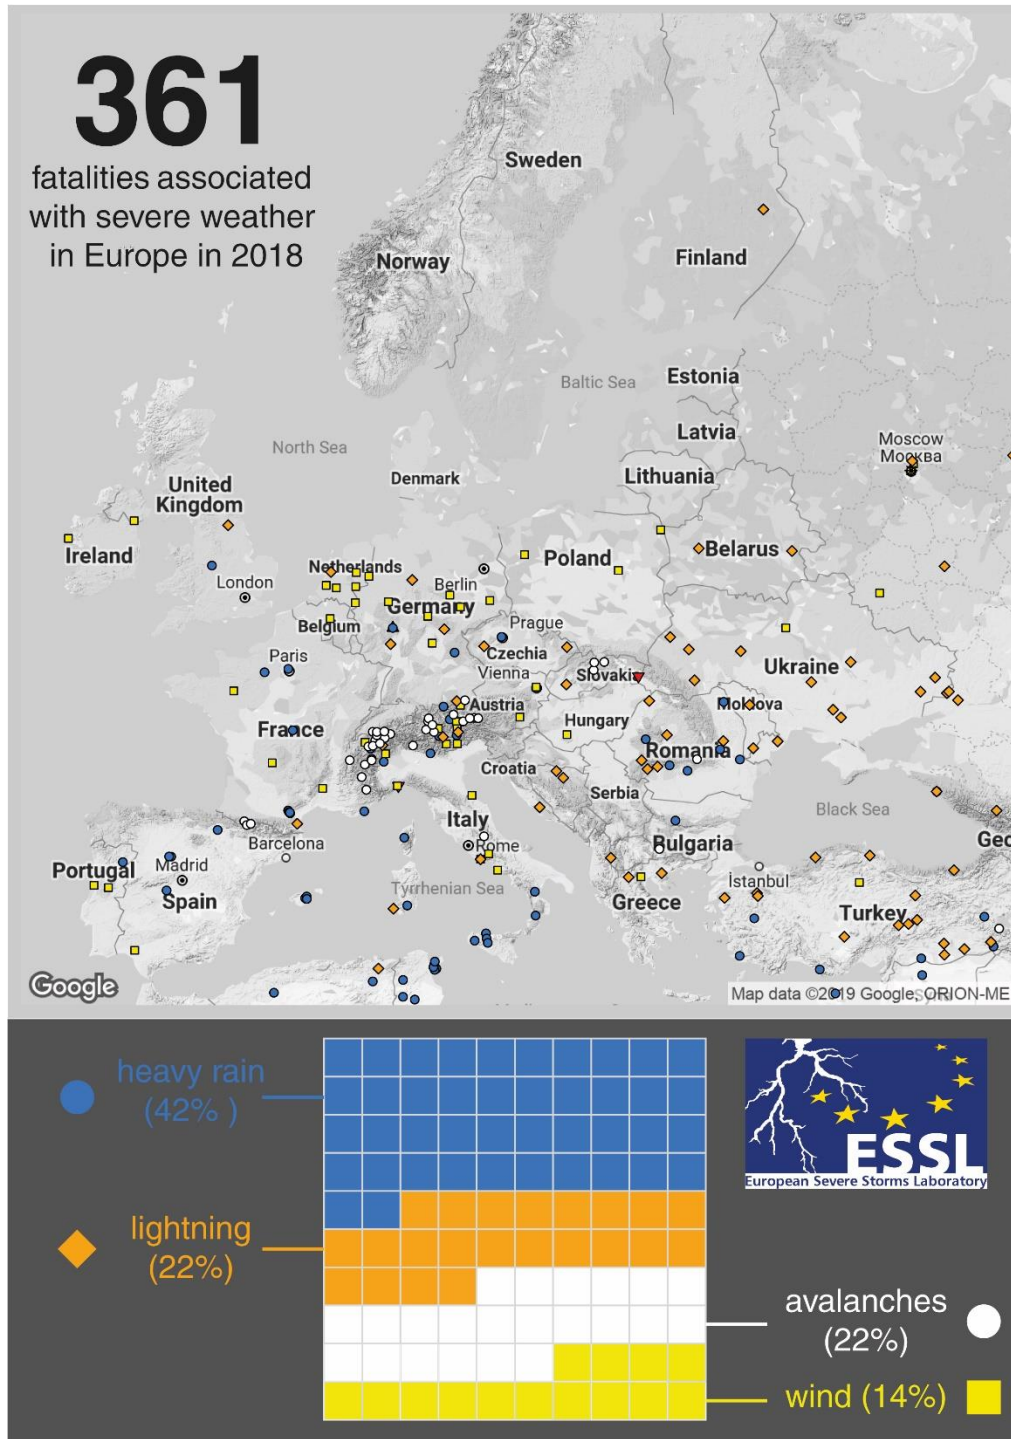 361
fatalities associated
with severe weather
in Europe in 2018
Sweden
Norway
Finland
Baltic Sea
Estonia
North Sea
Latvia
Moscow
Москва
Denmark
Lithuania
United
Kingdom
Ireland
Netherlands
Poland
Belarus
London
Berlin
Germany
Belgium
Prague
Paris
Czechia
Ukraine
Vienna
Slovakia
Austria
Moldova
France
Hungary
Romania
Croatia
Serbia
Black Sea
Italy
Barcelona
Rome
Bulgaria
Geo
Portugal
Madrid
Tyrrhenian Sea
İstanbul
Spain
Greece
Turkey
Google
Map data ©2019 Google, ORION-ME
heavy rain
(42% )
ESSL
European Severe Storms Laboratory
lightning
(22%)
avalanches
(22%)
wind (14%)